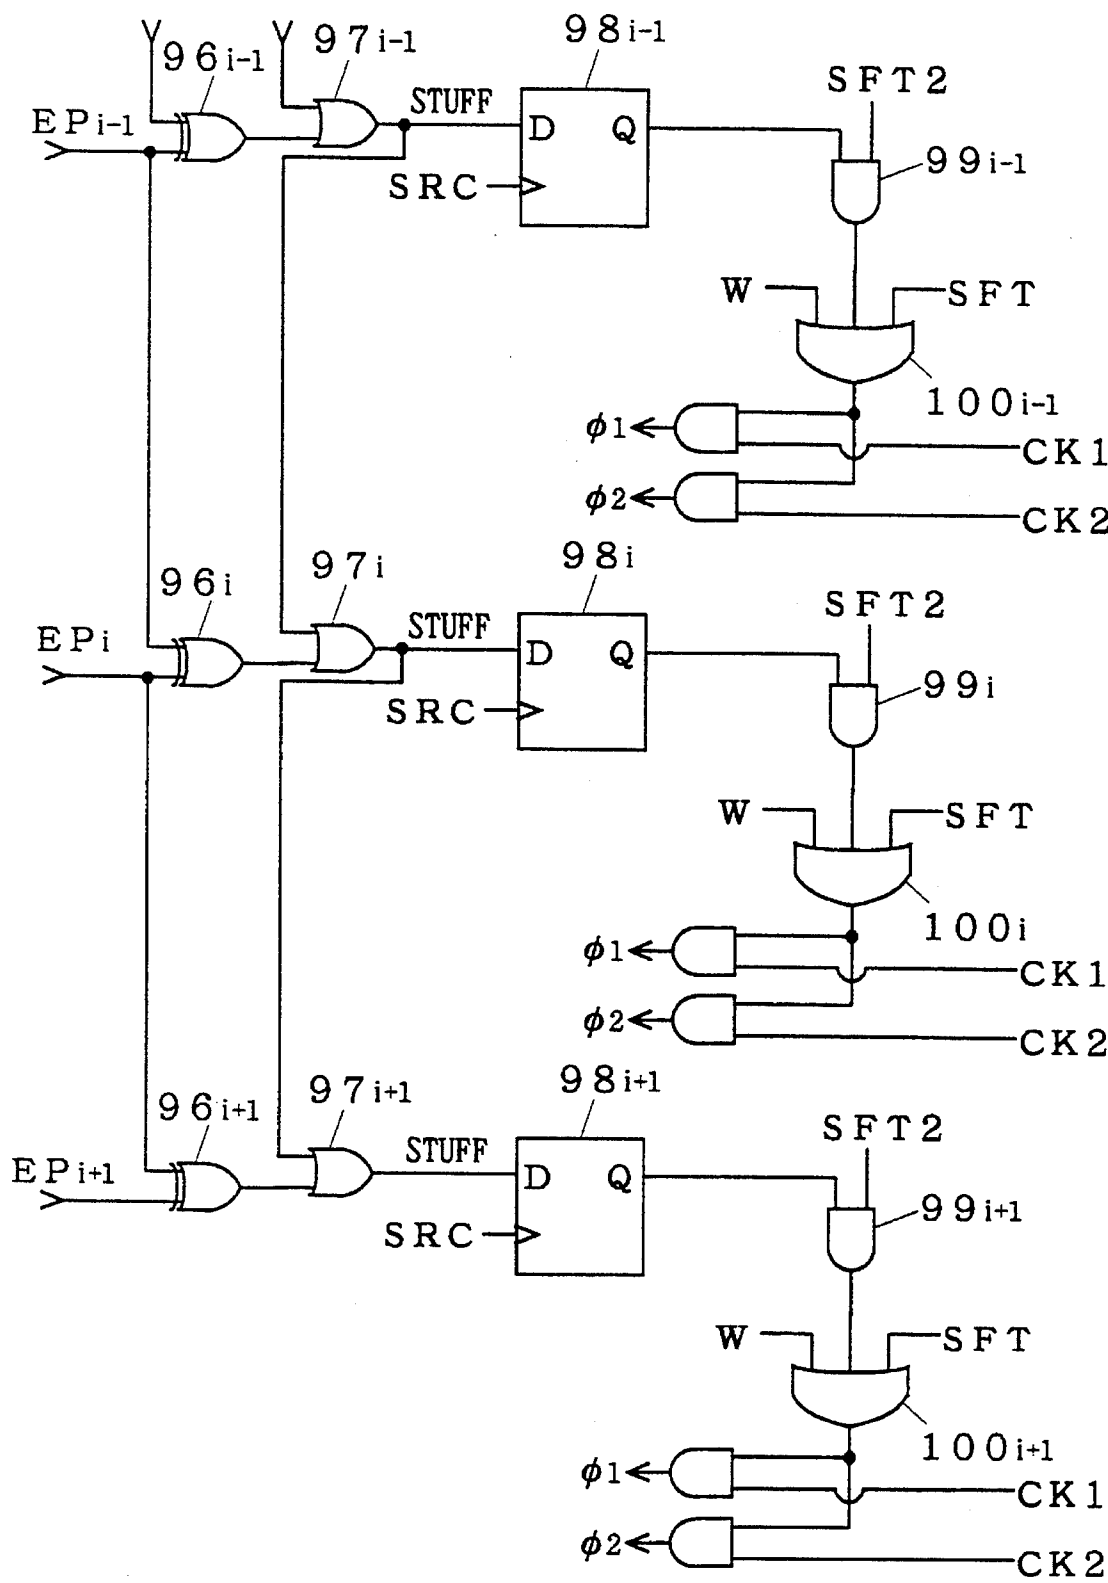 96i-1
97i-1
98i-1
SFT2
EPi-1
STUFF
D
Q
99i-1
SRC
W
SFT
100i-1
ϕ1
CK1
ϕ2
CK2
96i
97i
98i
SFT2
EPi
STUFF
D
Q
99i
SRC
W
SFT
100i
ϕ1
CK1
ϕ2
CK2
96i+1
97i+1
98i+1
SFT2
EPi+1
STUFF
D
Q
99i+1
SRC
W
SFT
100i+1
ϕ1
CK1
ϕ2
CK2